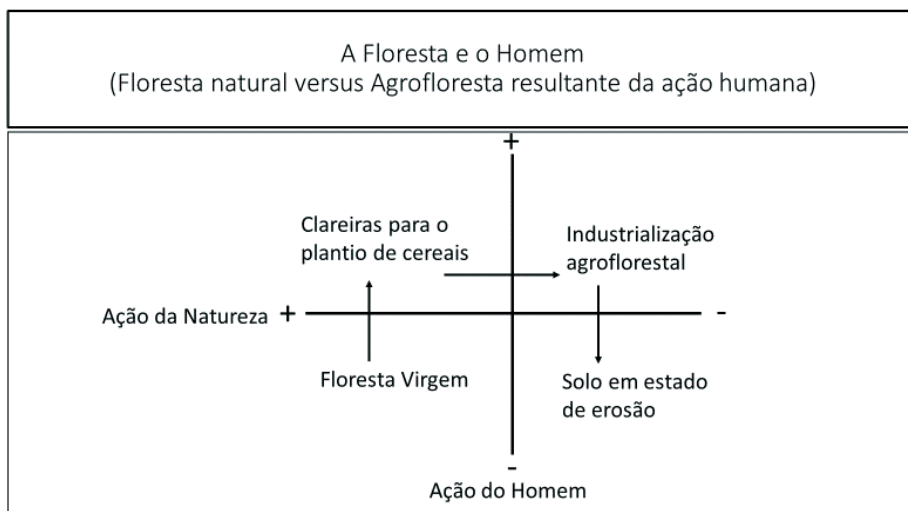 A Floresta e o Homem
(Floresta natural versus Agrofloresta resultante da ação humana)
+
Clareiras para o
plantio de cereais
Industrialização
agroflorestal
Ação da Natureza + -
Floresta Virgem
Solo em estado
de erosão
-
Ação do Homem